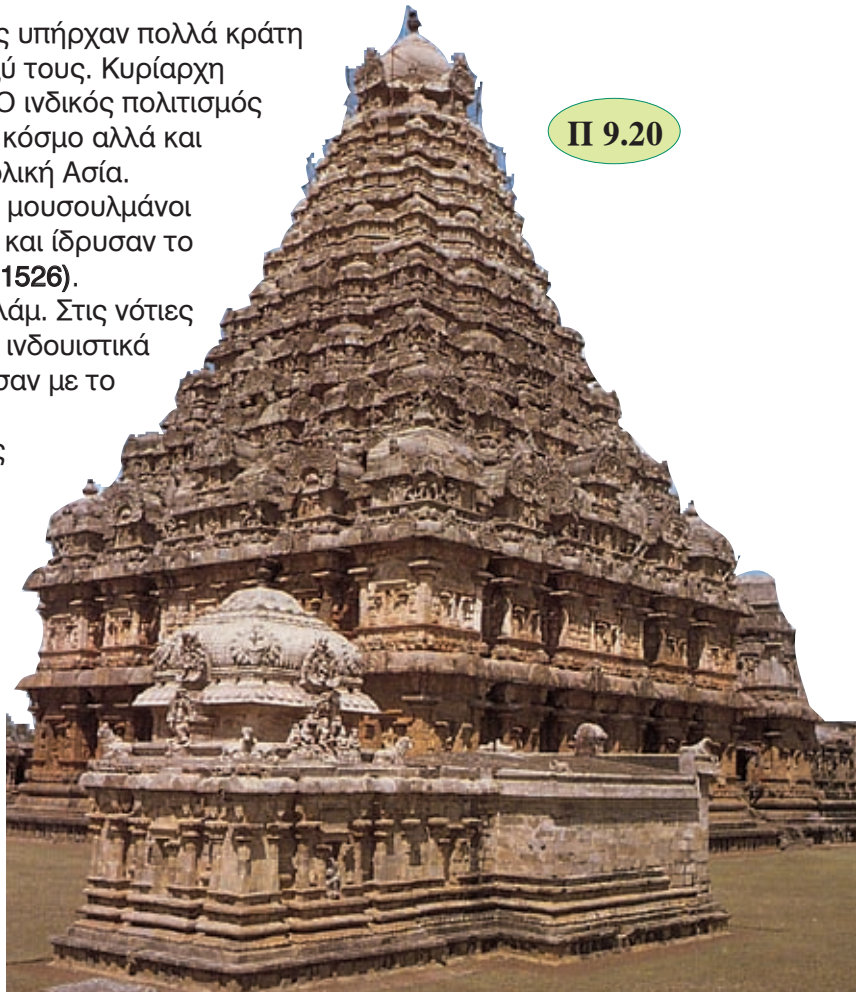 ς υπήρχαν πολλά κράτη
ύ τους. Κυρίαρχη
Ο ινδικός πολιτισμός
κόσμο αλλά και
ολική Ασία.
μουσουλμάνοι
και ίδρυσαν το
1526).
λάμ. Στις νότιες
ινδουιστικά
σαν με το
ς
Π 9.20